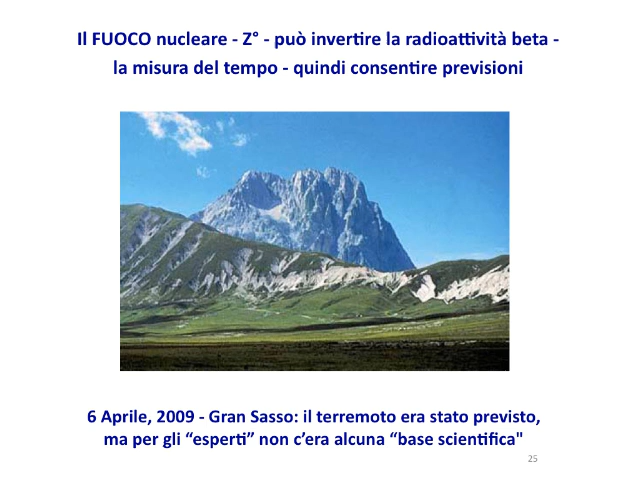 Il FUOCO nucleare - Z° - può invertire la radioattività beta -
la misura del tempo - quindi consentire previsioni
6 Aprile, 2009 - Gran Sasso: il terremoto era stato previsto,
ma per gli “esperti” non c’era alcuna “base scientifica"
25